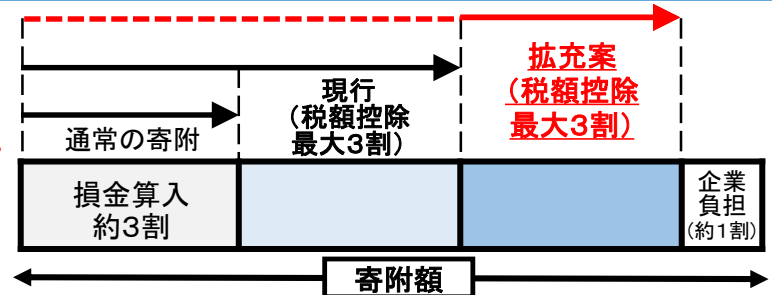 通常の寄附
現行
(税額控除
最大3割)
拡充案
(税額控除
最大3割)
損金算入
約3割
企業
負担
(約1割)
寄附額